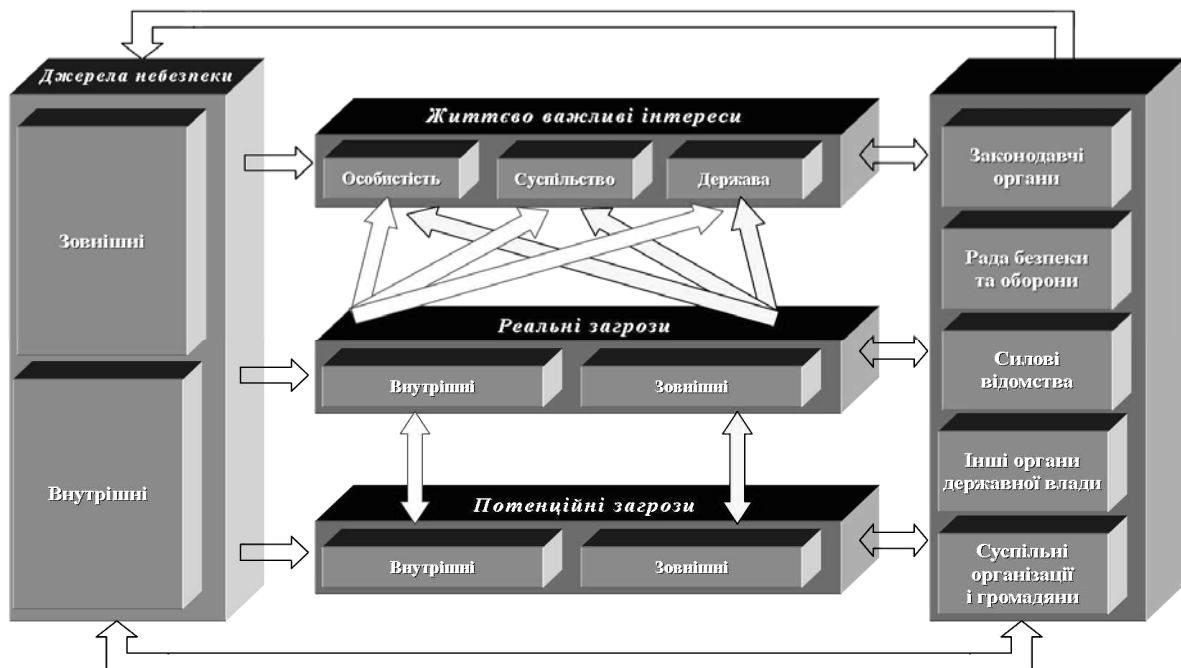 Джерела небезпеки
Зовнішні
Внутрішні
Життєво важливі інтереси
Особистість
Суспільство
Держава
Реальні загрози
Внутрішні
Зовнішні
Потенційні загрози
Внутрішні
Зовнішні
Законодавчі
органи
Рада безпеки
та оборони
Силові
відомства
Інші органи
державної влади
Суспільні
організації
і громадяни